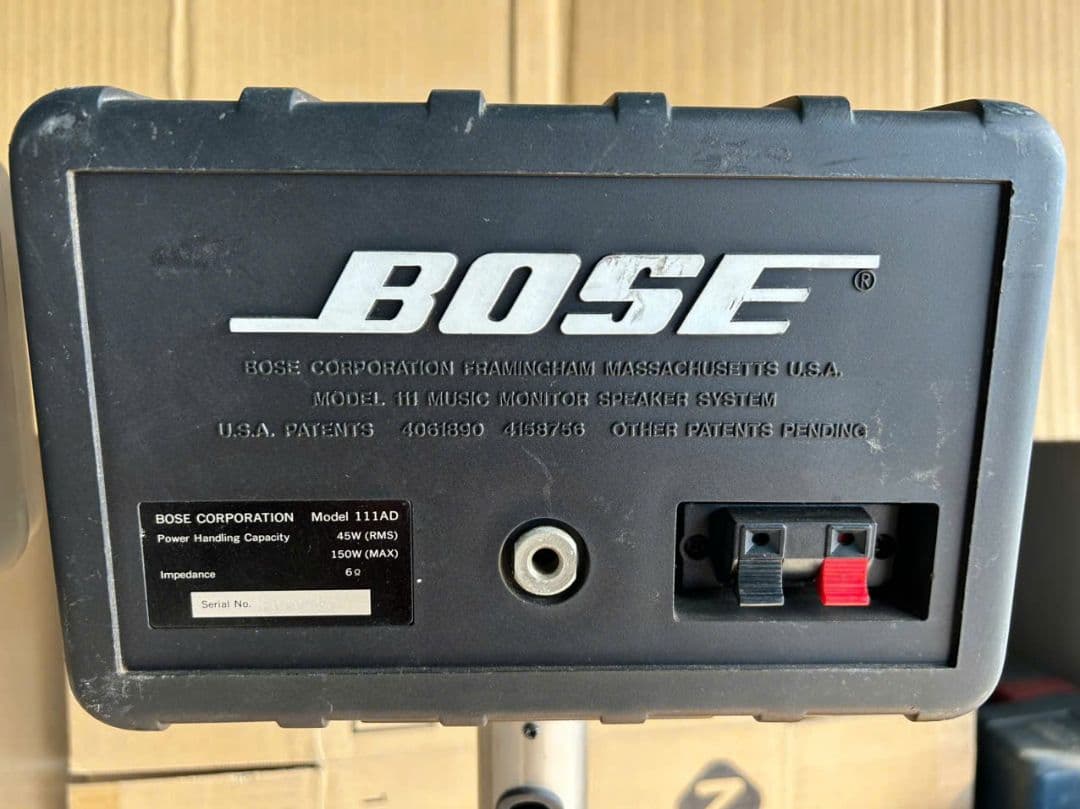 BOSE®
BOSE CORPORATION FRAMINGHAM MASSACHUSETTS U.S.A.
MODEL 111 MUSIC MONITOR SPEAKER SYSTEM
U.S.A. PATENTS 4061890 4158756 OTHER PATENTS PENDING
BOSE CORPORATION Model 111AD
Power Handling Capacity 45W (RMS)
150W (MAX)
Impedance 6Ω
Serial No.